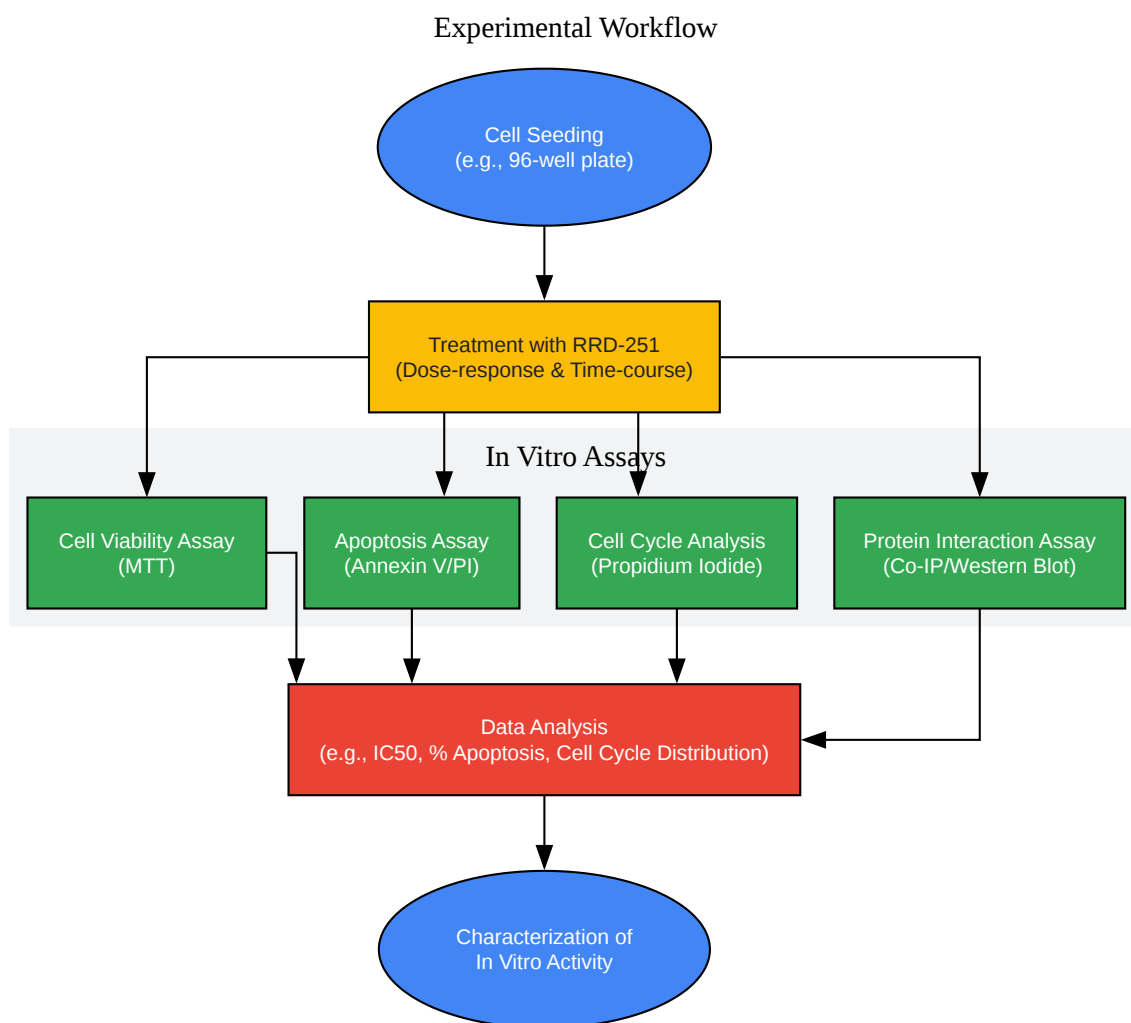 Experimental Workflow
Cell Seeding
(e.g., 96-well plate)
Treatment with RRD-251
(Dose-response & Time-course)
In Vitro Assays
Cell Viability Assay
(MTT)
Apoptosis Assay
(Annexin V/PI)
Cell Cycle Analysis
(Propidium Iodide)
Protein Interaction Assay
(Co-IP/Western Blot)
Data Analysis
(e.g., IC50, % Apoptosis, Cell Cycle Distribution)
Characterization of
In Vitro Activity